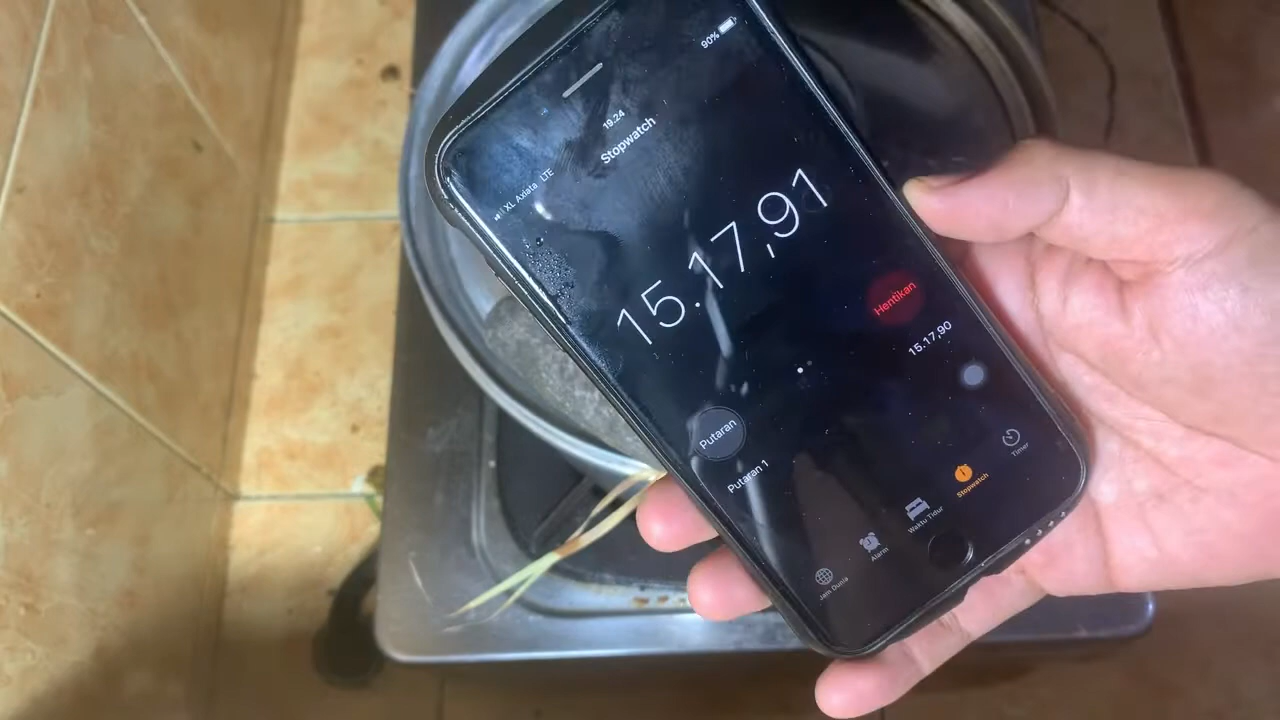 XL Axiata LTE
19.24
90%
Stopwatch
15.17,91
Putaran
Hentikan
Putaran 1
15.17,90
Jam Dunia
Alarm
Waktu Tidur
Stopwatch
Timer